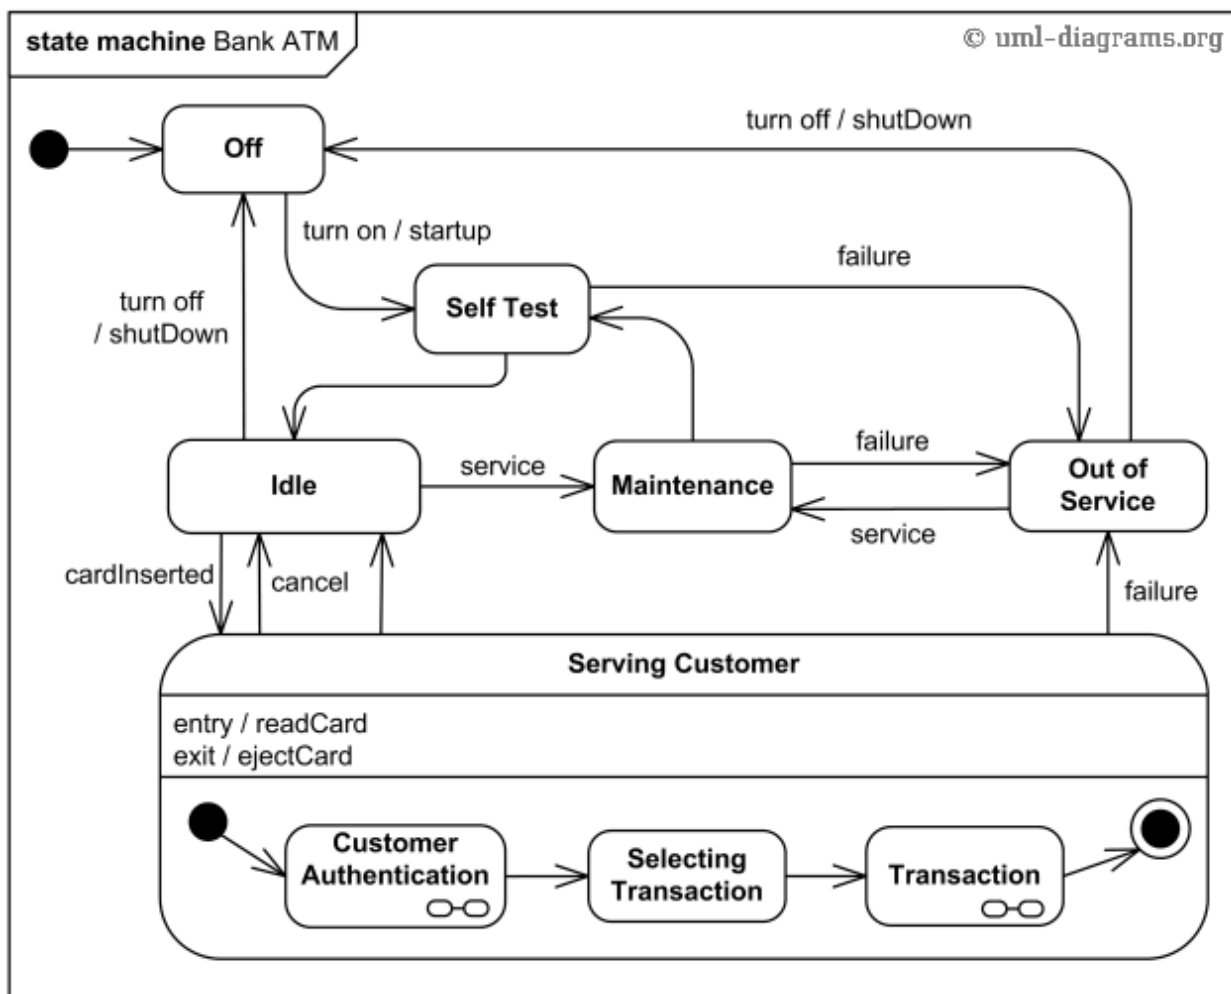 state machine Bank ATM
© uml-diagrams.org
turn off / shutDown
Off
turn on / startup
failure
Self Test
turn off
/ shutDown
Idle
service
Maintenance
failure
service
Out of
Service
cardInserted
cancel
failure
Serving Customer
entry / readCard
exit / ejectCard
Customer
Authentication
Selecting
Transaction
Transaction